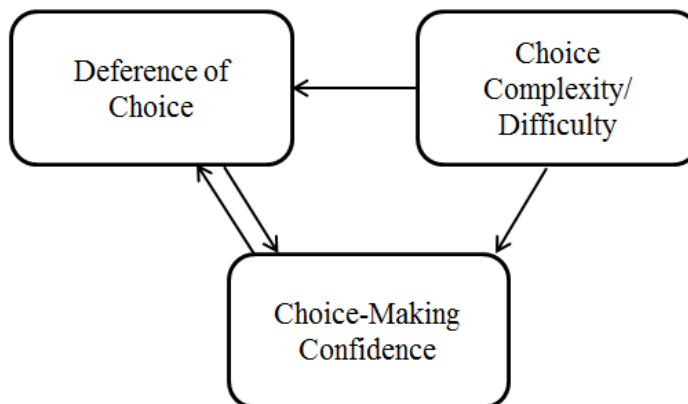 Deference of
Choice
Choice
Complexity/
Difficulty
Choice-Making
Confidence